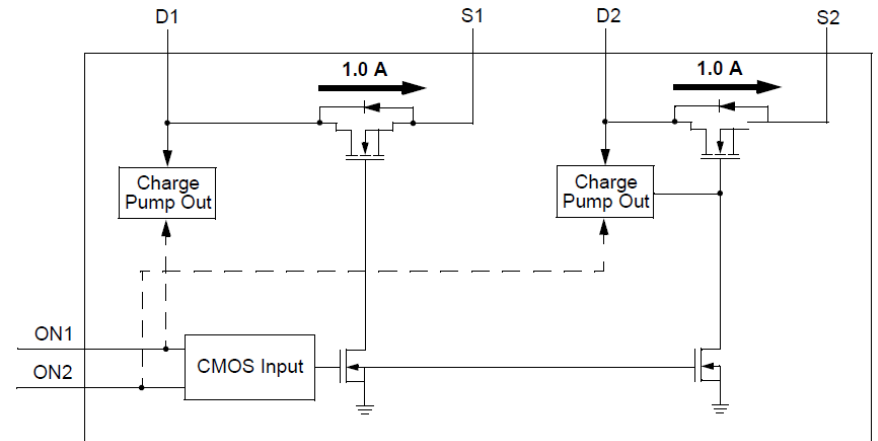 D1
S1
D2
S2
1.0 A
1.0 A
Charge
Pump Out
Charge
Pump Out
ON1
ON2
CMOS Input